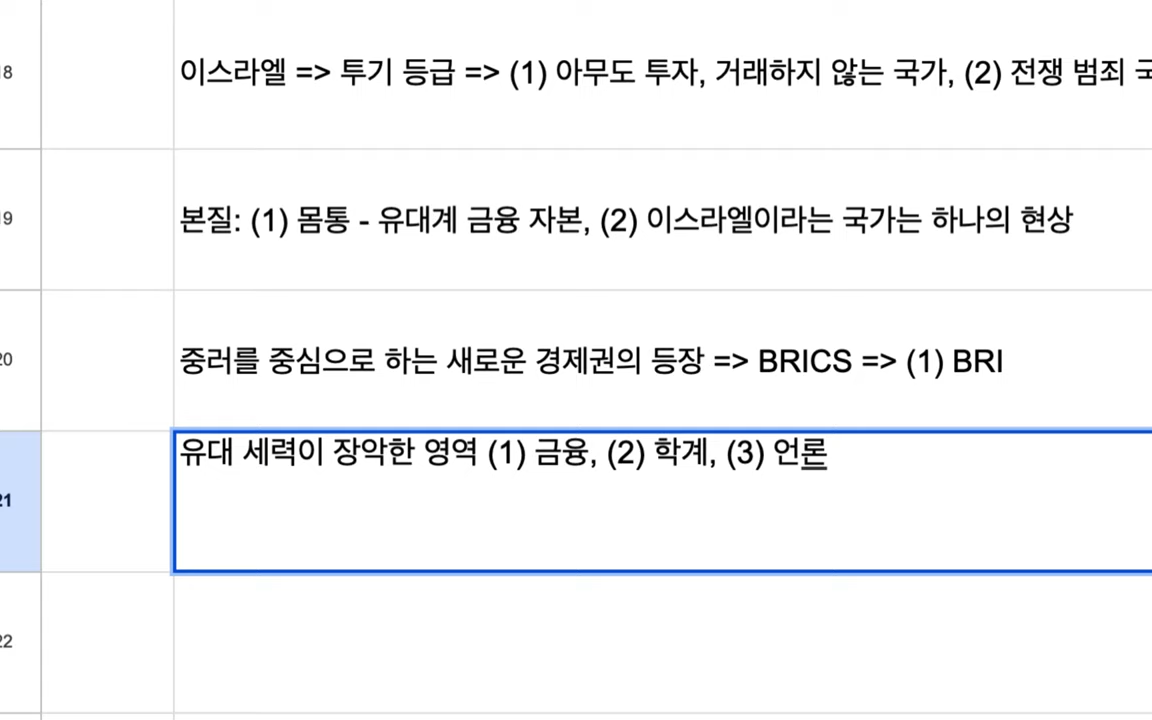 18
이스라엘 => 투기 등급 => (1) 아무도 투자, 거래하지 않는 국가, (2) 전쟁 범죄
19
본질: (1) 몸통 - 유대계 금융 자본, (2) 이스라엘이라는 국가는 하나의 현상
20
중러를 중심으로 하는 새로운 경제권의 등장 => BRICS => (1) BRI
21
유대 세력이 장악한 영역 (1) 금융, (2) 학계, (3) 언론
22